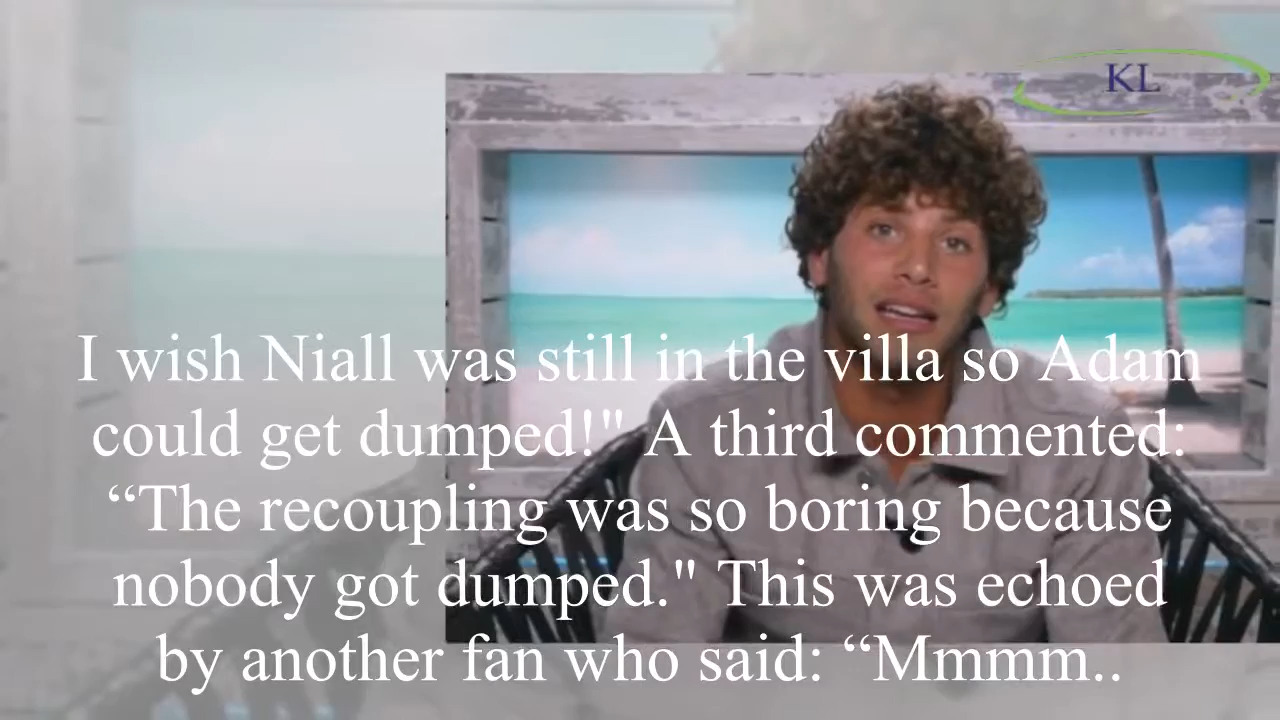 KL
I wish Niall was still in the villa so Adam
could get dumped!" A third commented:
“The recoupling was so boring because
nobody got dumped." This was echoed
by another fan who said: “Mmmm..